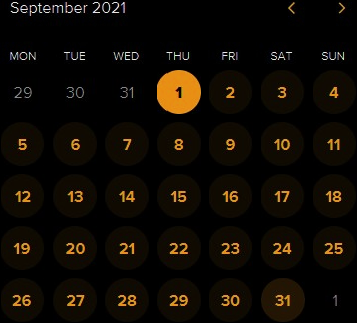 September 2021
MON TUE WED THU FRI SAT SUN
29 30 31 1 2 3 4
5 6 7 8 9 10 11
12 13 14 15 16 17 18
19 20 21 22 23 24 25
26 27 28 29 30 31 1